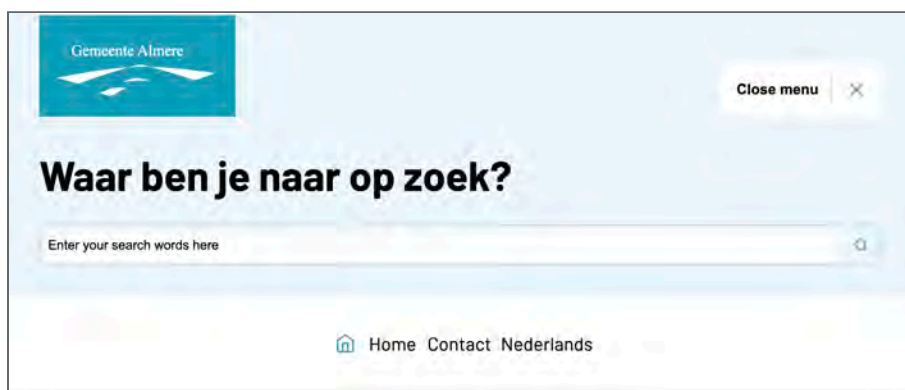 Gemeente Almere
Close menu
Waar ben je naar op zoek?
Enter your search words here
Home Contact Nederlands